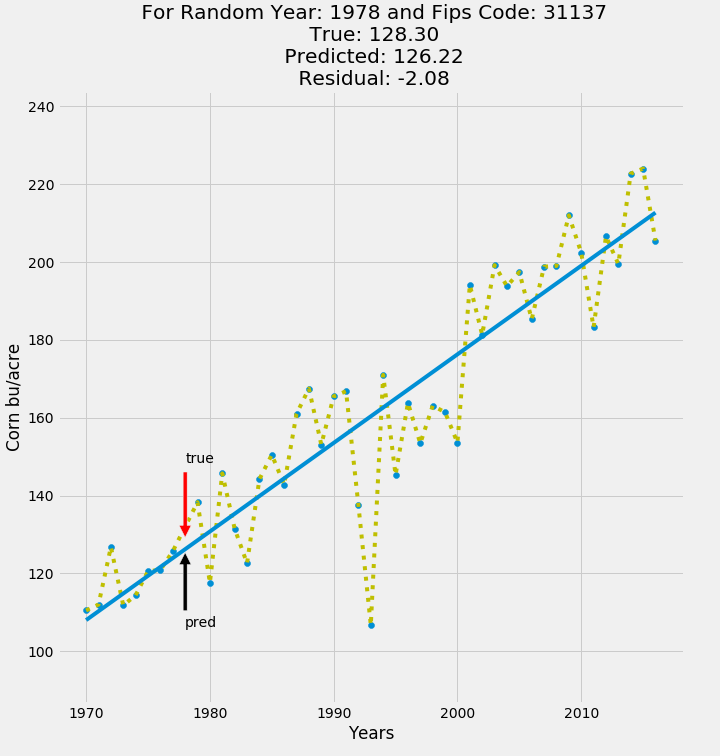 For Random Year: 1978 and Fips Code: 31137
True: 128.30
Predicted: 126.22
Residual: -2.08
240
220
200
180
160
140
120
100
Corn bu/acre
true
pred
1970 1980 1990 2000 2010
Years